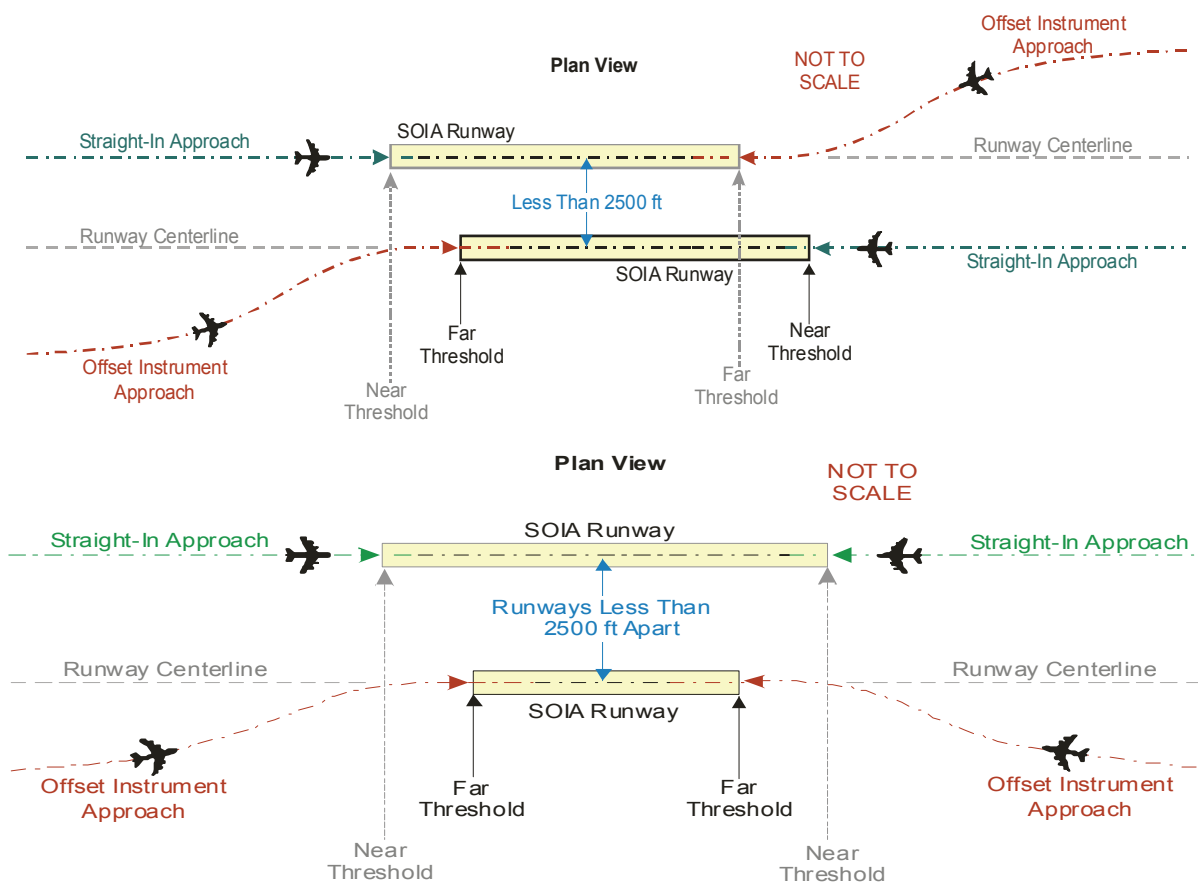 Offset Instrument
Approach
Plan View
NOT TO
SCALE
SOIA Runway
Straight-In Approach
Runway Centerline
Less Than 2500 ft
Runway Centerline
SOIA Runway
Straight-In Approach
Far
Threshold
Near
Threshold
Offset Instrument
Approach
Near
Threshold
Far
Threshold
Plan View
NOT TO
SCALE
SOIA Runway
Straight-In Approach
Straight-In Approach
Runways Less Than
2500 ft Apart
Runway Centerline
Runway Centerline
SOIA Runway
Offset Instrument
Approach
Far
Threshold
Far
Threshold
Offset Instrument
Approach
Near
Threshold
Near
Threshold